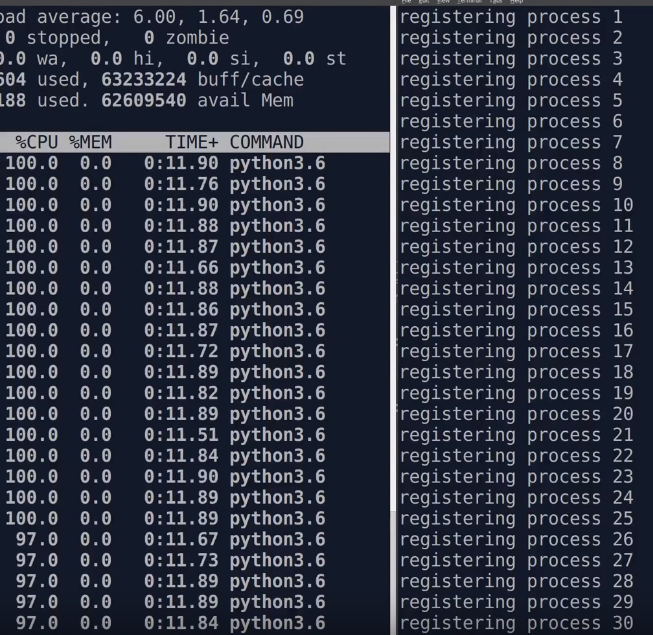 oad average: 6.00, 1.64, 0.69
0 stopped, 0 zombie
0.0 wa, 0.0 hi, 0.0 si, 0.0 st
604 used, 63233224 buff/cache
188 used. 62609540 avail Mem
%CPU %MEM TIME+ COMMAND
100.0 0.0 0:11.90 python3.6
100.0 0.0 0:11.76 python3.6
100.0 0.0 0:11.90 python3.6
100.0 0.0 0:11.88 python3.6
100.0 0.0 0:11.87 python3.6
100.0 0.0 0:11.66 python3.6
100.0 0.0 0:11.88 python3.6
100.0 0.0 0:11.86 python3.6
100.0 0.0 0:11.87 python3.6
100.0 0.0 0:11.72 python3.6
100.0 0.0 0:11.89 python3.6
100.0 0.0 0:11.82 python3.6
100.0 0.0 0:11.89 python3.6
100.0 0.0 0:11.51 python3.6
100.0 0.0 0:11.84 python3.6
100.0 0.0 0:11.90 python3.6
100.0 0.0 0:11.89 python3.6
100.0 0.0 0:11.89 python3.6
97.0 0.0 0:11.67 python3.6
97.0 0.0 0:11.73 python3.6
97.0 0.0 0:11.89 python3.6
97.0 0.0 0:11.89 python3.6
97.0 0.0 0:11.84 python3.6
registering process 1
registering process 2
registering process 3
registering process 4
registering process 5
registering process 6
registering process 7
registering process 8
registering process 9
registering process 10
registering process 11
registering process 12
registering process 13
registering process 14
registering process 15
registering process 16
registering process 17
registering process 18
registering process 19
registering process 20
registering process 21
registering process 22
registering process 23
registering process 24
registering process 25
registering process 26
registering process 27
registering process 28
registering process 29
registering process 30